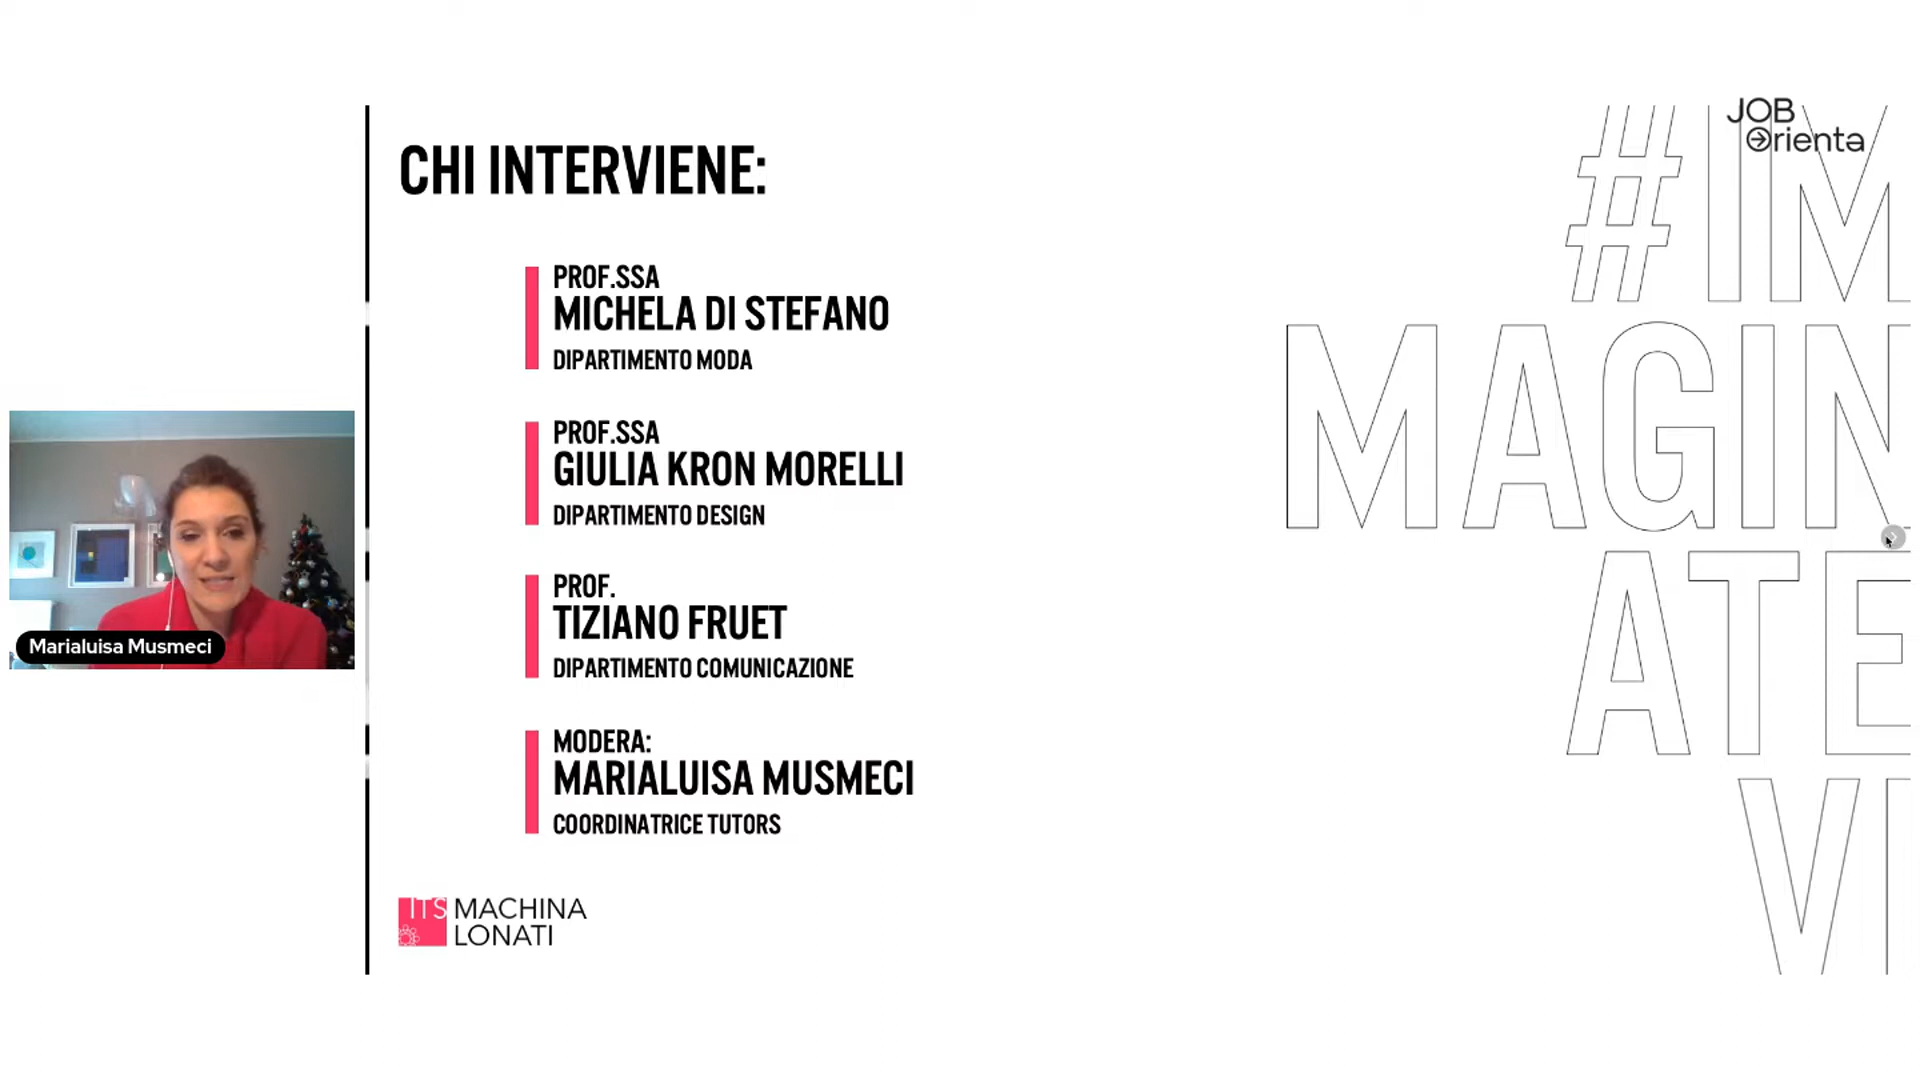 CHI INTERVIENE:
PROF.SSA
MICHELA DI STEFANO
DIPARTIMENTO MODA
PROF.SSA
GIULIA KRON MORELLI
DIPARTIMENTO DESIGN
PROF.
TIZIANO FRUET
DIPARTIMENTO COMUNICAZIONE
MODERA:
MARIALUISA MUSMECI
COORDINATRICE TUTORS
ITS MACHINA
LONATI
Marialuisa Musmeci
JOB
Orienta
#IM
MAGIN
ATE
VI